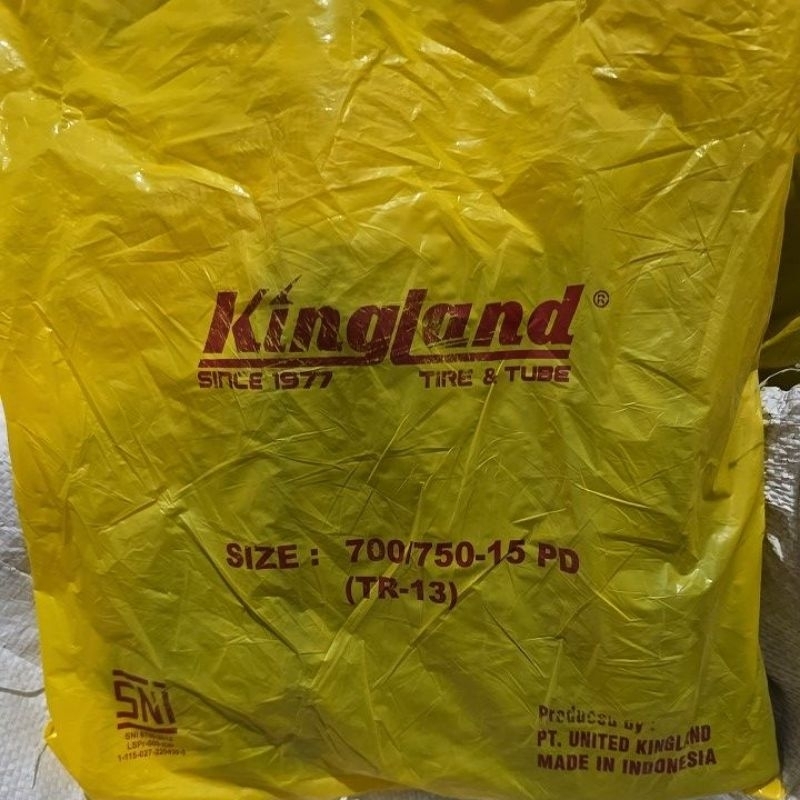 Kingland ®
SINCE 1977 TIRE & TUBE
SIZE : 700/750-15 PD
(TR-13)
SNI
SNI
Produced by :
PT. UNITED KINGLAND
MADE IN INDONESIA